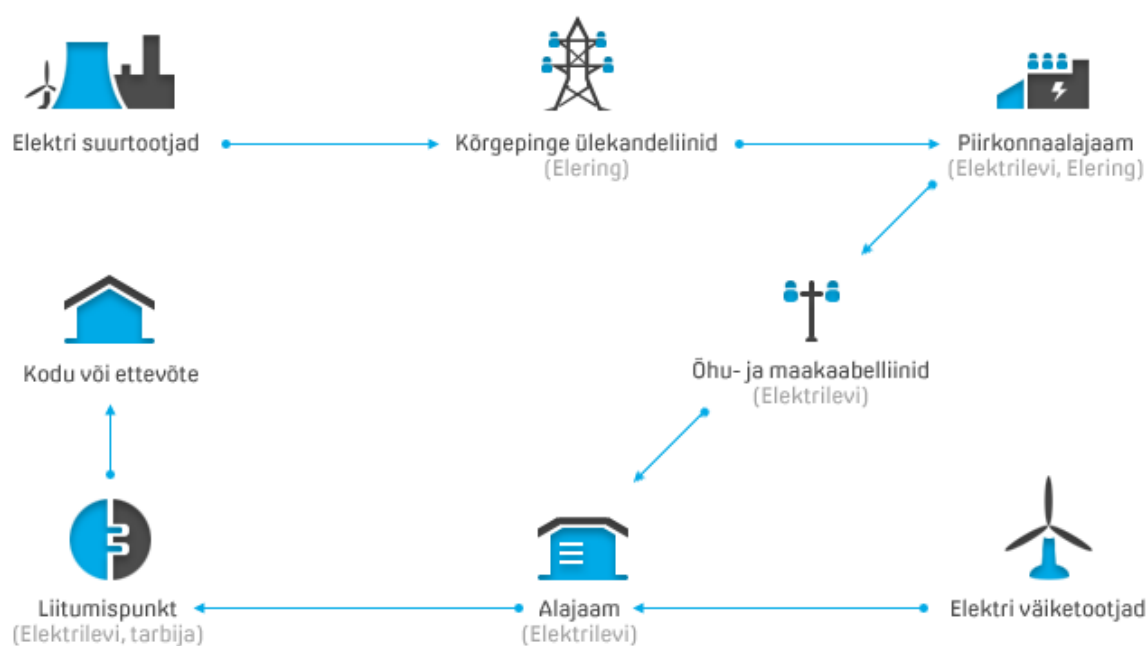 Elektri suurtootjad
Kõrgepinge ülekandeliinid
(Elering)
Piirkonnaalajaam
(Elektrilevi, Elering)
Õhu- ja maakaabelliinid
(Elektrilevi)
Kodu või ettevõte
Liitumispunkt
(Elektrilevi, tarbija)
Alajaam
(Elektrilevi)
Elektri väiketootjad